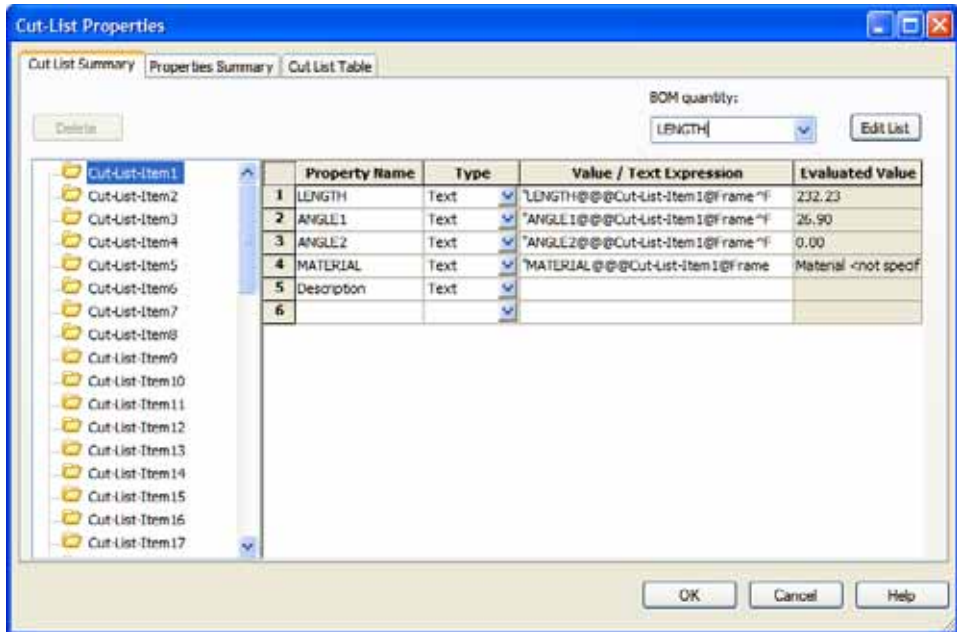 Cut-List Properties
Cut List Summary Properties Summary Cut List Table
BOM quantity:
Delete LENGTH Edit List
Property Name Type Value / Text Expression Evaluated Value
Cut-List-Item1
Cut-List-Item2
Cut-List-Item3
Cut-List-Item4
Cut-List-Item5
Cut-List-Item6
Cut-List-Item7
Cut-List-Item8
Cut-List-Item9
Cut-List-Item10
Cut-List-Item11
Cut-List-Item12
Cut-List-Item13
Cut-List-Item14
Cut-List-Item15
Cut-List-Item16
Cut-List-Item17
1 LENGTH Text "LENGTH@@@Cut-List-Item1@Frame^F 232.23
2 ANGLE1 Text "ANGLE1@@@Cut-List-Item1@Frame^F 26.90
3 ANGLE2 Text "ANGLE2@@@Cut-List-Item1@Frame^F 0.00
4 MATERIAL Text "MATERIAL@@@Cut-List-Item1@Frame Material <not specif
5 Description Text
6
OK Cancel Help